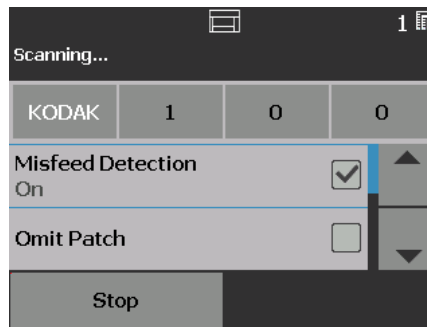 1
Scanning...
KODAK 1 0 0
Misfeed Detection
On
Omit Patch
Stop